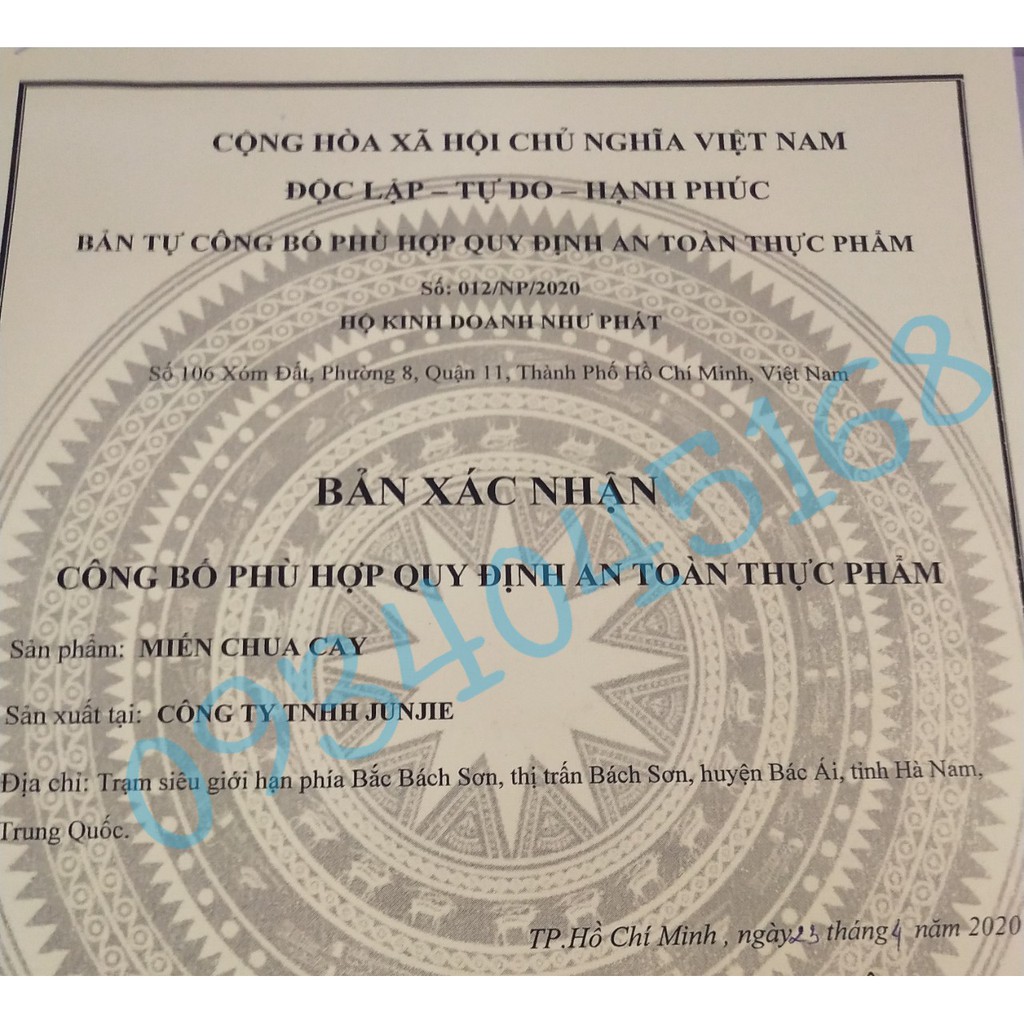 CỘNG HÒA XÃ HỘI CHỦ NGHĨA VIỆT NAM
ĐỘC LẬP – TỰ DO – HẠNH PHÚC
BẢN TỰ CÔNG BỐ PHÙ HỢP QUY ĐỊNH AN TOÀN THỰC PHẨM
Số: 012/NP/2020
HỘ KINH DOANH NHƯ PHÁT
Số 106 Xóm Đất, Phường 8, Quận 11, Thành Phố Hồ Chí Minh, Việt Nam
BẢN XÁC NHẬN
CÔNG BỐ PHÙ HỢP QUY ĐỊNH AN TOÀN THỰC PHẨM
Sản phẩm: MIẾN CHUA CAY
Sản xuất tại: CÔNG TY TNHH JUNJIE
Địa chỉ: Trạm siêu giới hạn phía Bắc Bách Sơn, thị trấn Bách Sơn, huyện Bác Ái, tỉnh Hà Nam,
Trung Quốc.
TP.Hồ Chí Minh , ngày 23 tháng 4 năm 2020
0934045168